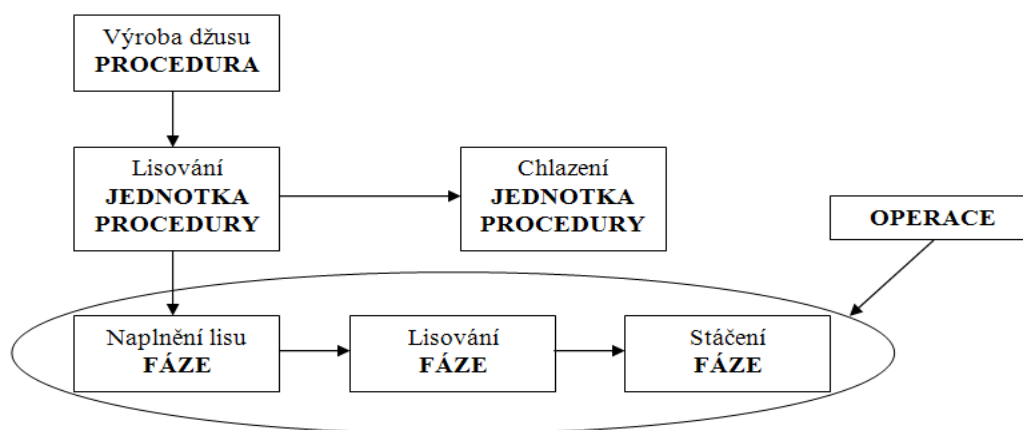 Výroba džusu
PROCEDURA
Lisování
JEDNOTKA
PROCEDURY
Chlazení
JEDNOTKA
PROCEDURY
OPERACE
Naplnění lisu
FÁZE
Lisování
FÁZE
Stáčení
FÁZE